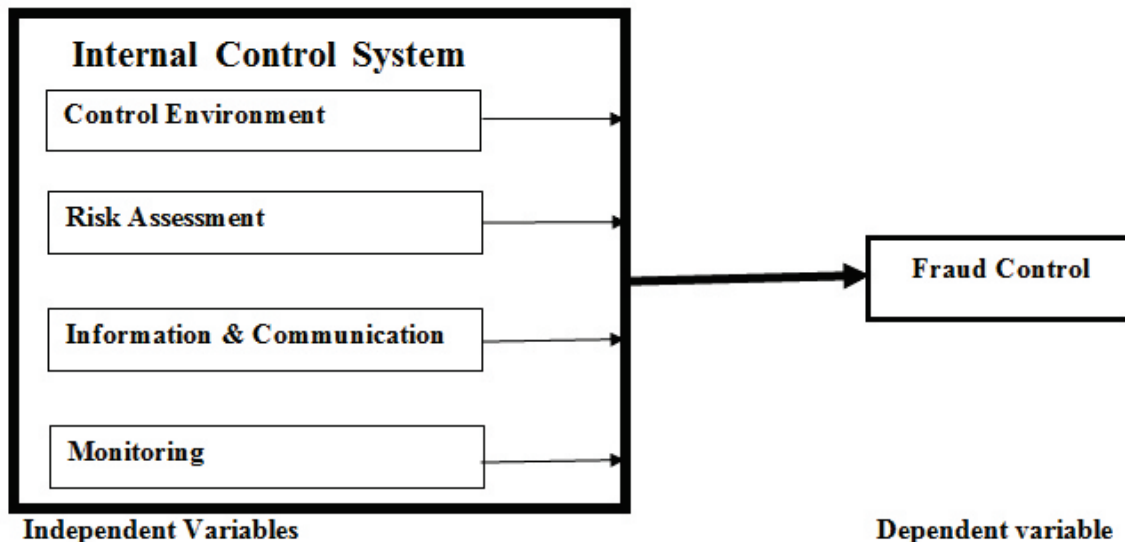 Internal Control System
Control Environment
Risk Assessment
Fraud Control
Information & Communication
Monitoring
Independent Variables
Dependent variable